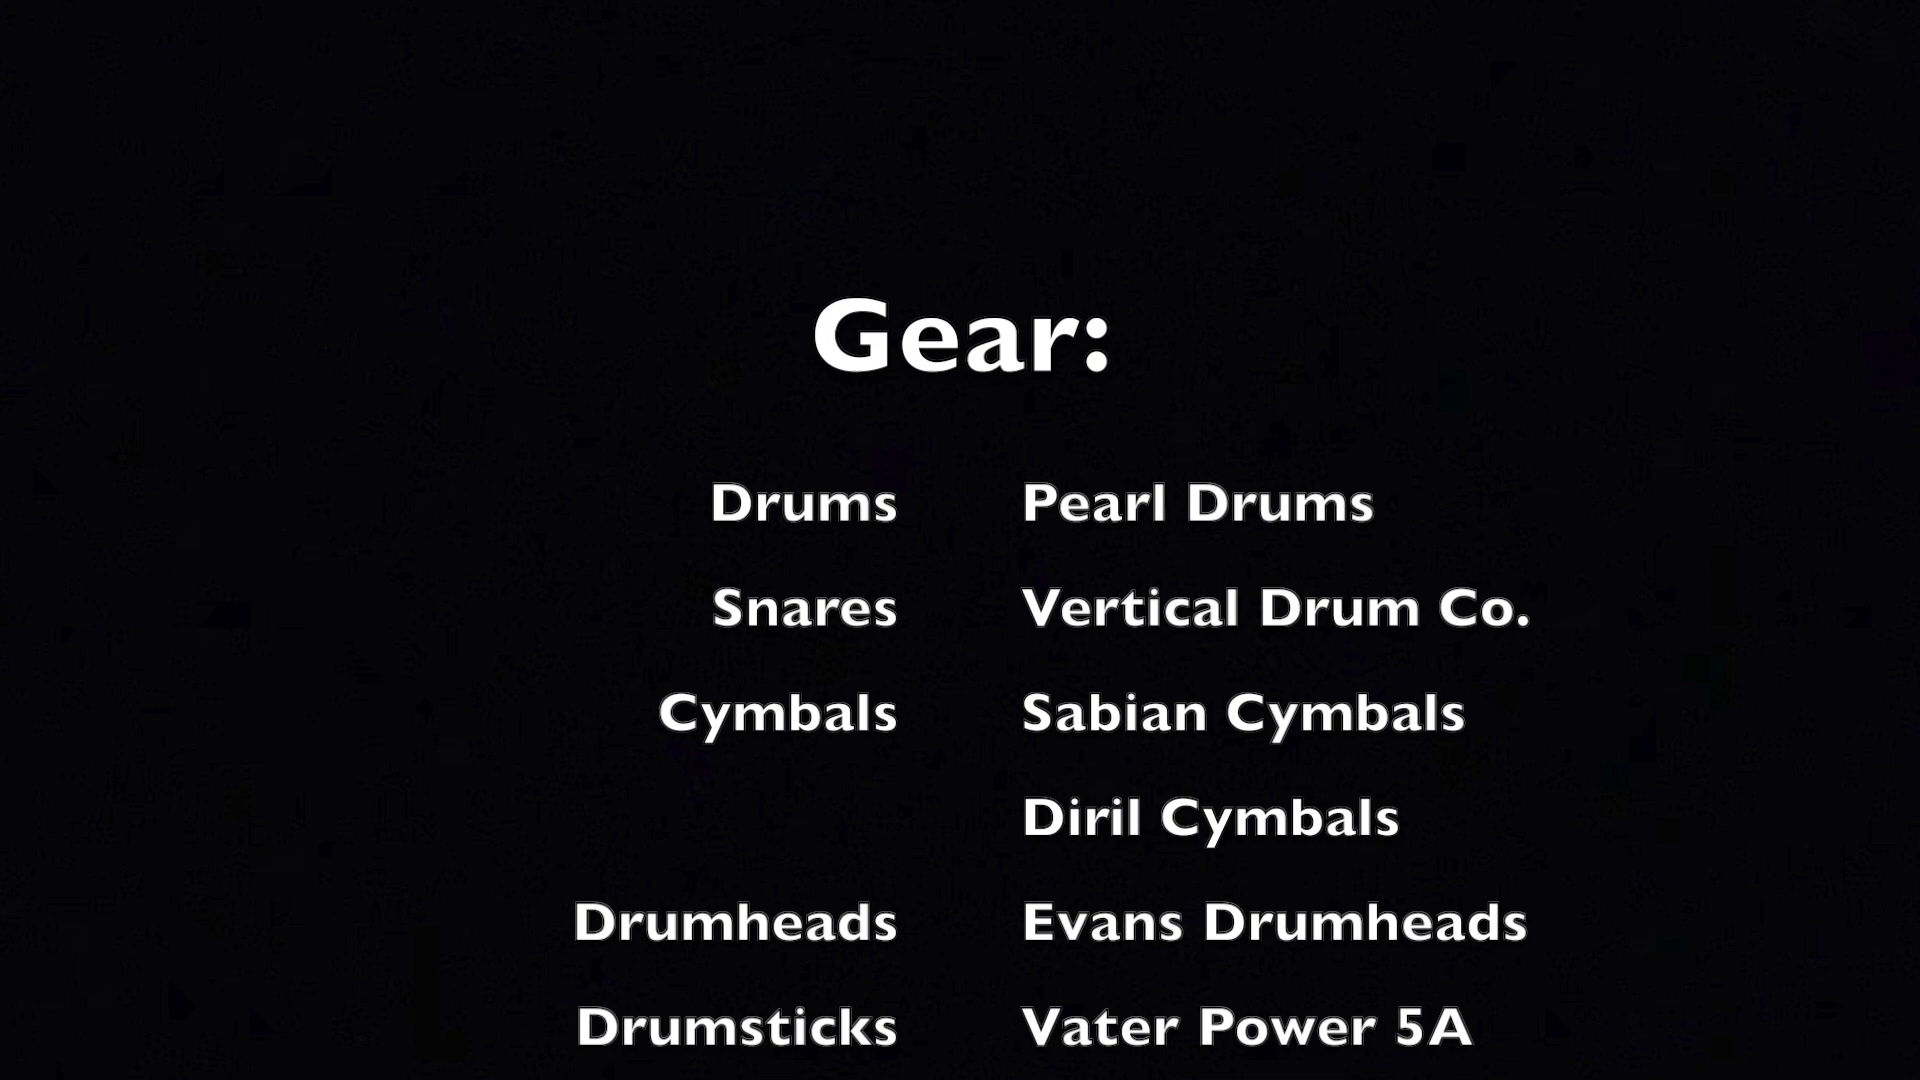 Gear:
Drums Pearl Drums
Snares Vertical Drum Co.
Cymbals Sabian Cymbals
Diril Cymbals
Drumheads Evans Drumheads
Drumsticks Vater Power 5A